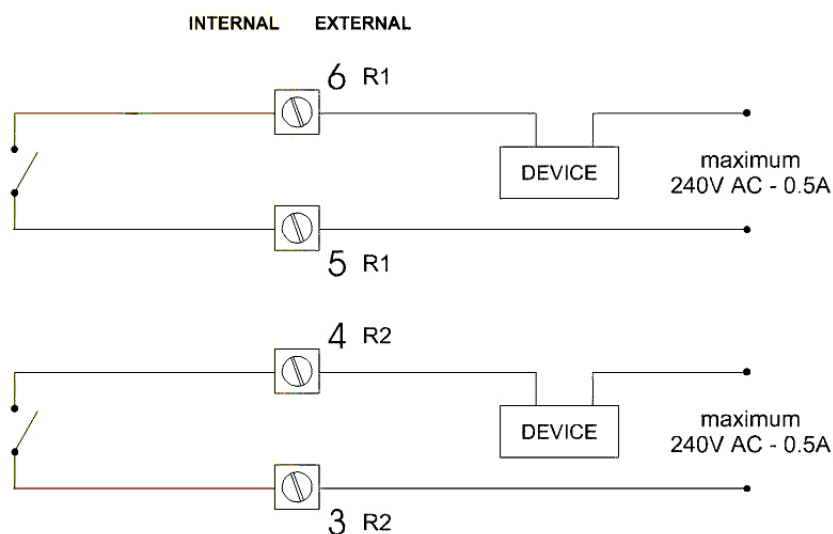 INTERNAL EXTERNAL
6 R1
DEVICE
maximum
240V AC - 0.5A
5 R1
4 R2
DEVICE
maximum
240V AC - 0.5A
3 R2